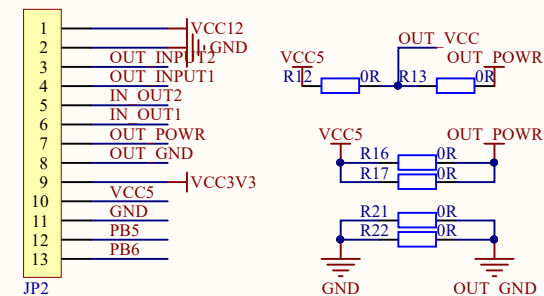 1 VCC12
2 GND
3 OUT_INPUT2
4 OUT_INPUT1
5 IN_OUT2
6 IN_OUT1
7 OUT_POWR
8 OUT_GND
9 VCC3V3
10 VCC5
11 GND
12 PB5
13 PB6
JP2
OUT_VCC
VCC5 OUT_POWR
R12 0R R13 0R
VCC5 OUT_POWR
R16 0R
R17 0R
R21 0R
R22 0R
GND OUT_GND